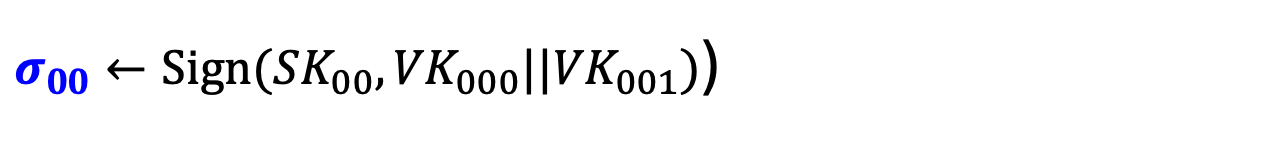 σ₀₀ ← Sign(SK₀₀, VK₀₀₀||VK₀₀₁))